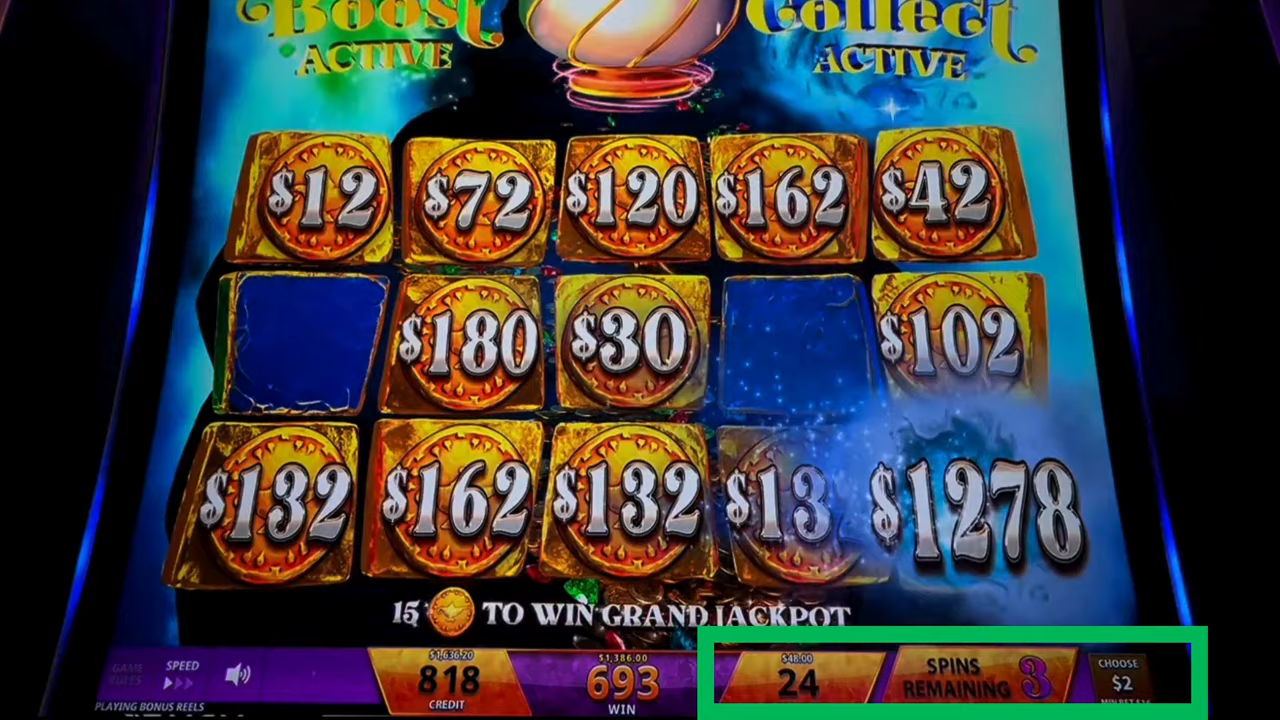 Boost Collect
ACTIVE ACTIVE
$12 $72 $120 $162 $42
$180 $30 $102
$132 $162 $132 $13 $1278
15 TO WIN GRAND JACKPOT
GAME RULES
SPEED
$1,636.20
818
CREDIT
$1,386.00
693
WIN
$48.00
24
SPINS
REMAINING 3
CHOOSE
$2
PLAYING BONUS REELS